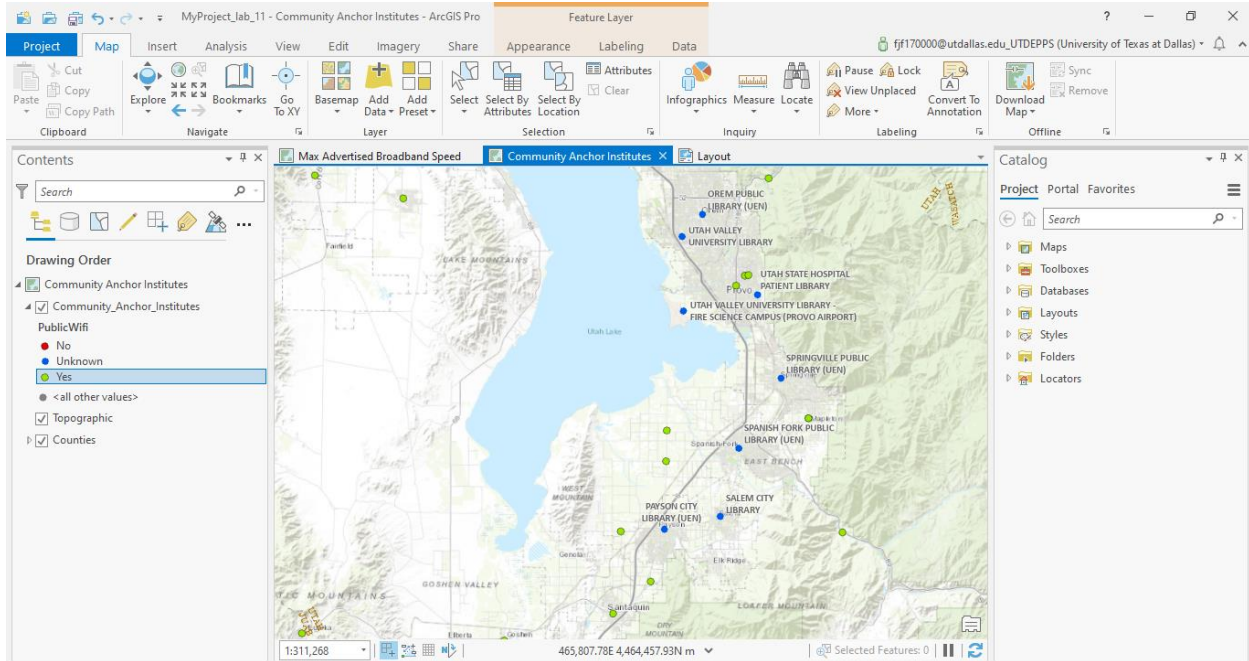 MyProject_lab_11 - Community Anchor Institutes - ArcGIS Pro
Feature Layer
?
Project Map Insert Analysis View Edit Imagery Share Appearance Labeling Data
fjf170000@utdallas.edu_UTDEPPS (University of Texas at Dallas)
Paste
Cut
Copy
Copy Path
Clipboard
Explore
Bookmarks
Go
To XY
Navigate
Basemap
Add
Data
Add
Preset
Layer
Select
Select By
Attributes
Select By
Location
Attributes
Clear
Selection
Infographics
Measure
Locate
Inquiry
Pause
Lock
View Unplaced
More
Convert To
Annotation
Labeling
Download
Map
Sync
Remove
Offline
Contents
Search
Drawing Order
Community Anchor Institutes
Community_Anchor_Institutes
PublicWifi
No
Unknown
Yes
<all other values>
Topographic
Counties
Max Advertised Broadband Speed
Community Anchor Institutes
Layout
OREM PUBLIC
LIBRARY (UEN)
UTAH
WASATCH
UTAH VALLEY
UNIVERSITY LIBRARY
Fairfield
LAKE MOUNTAINS
UTAH STATE HOSPITAL
PATIENT LIBRARY
Provo
UTAH VALLEY UNIVERSITY LIBRARY -
FIRE SCIENCE CAMPUS (PROVO AIRPORT)
Utah Lake
SPRINGVILLE PUBLIC
LIBRARY (UEN)
Mapleton
SPANISH FORK PUBLIC
LIBRARY (UEN)
Spanish Fork
EAST BENCH
WEST
MOUNTAIN
PAYSON CITY
LIBRARY (UEN)
SALEM CITY
LIBRARY
Payson
Genola
Elk Ridge
GOSHEN VALLEY
Santaquin
LOAFER MOUNTAIN
DRY
MOUNTAIN
Elberta
Goshen
1:311,268
465,807.78E 4,464,457.93N m
Selected Features: 0
Catalog
Project Portal Favorites
Search
Maps
Toolboxes
Databases
Layouts
Styles
Folders
Locators